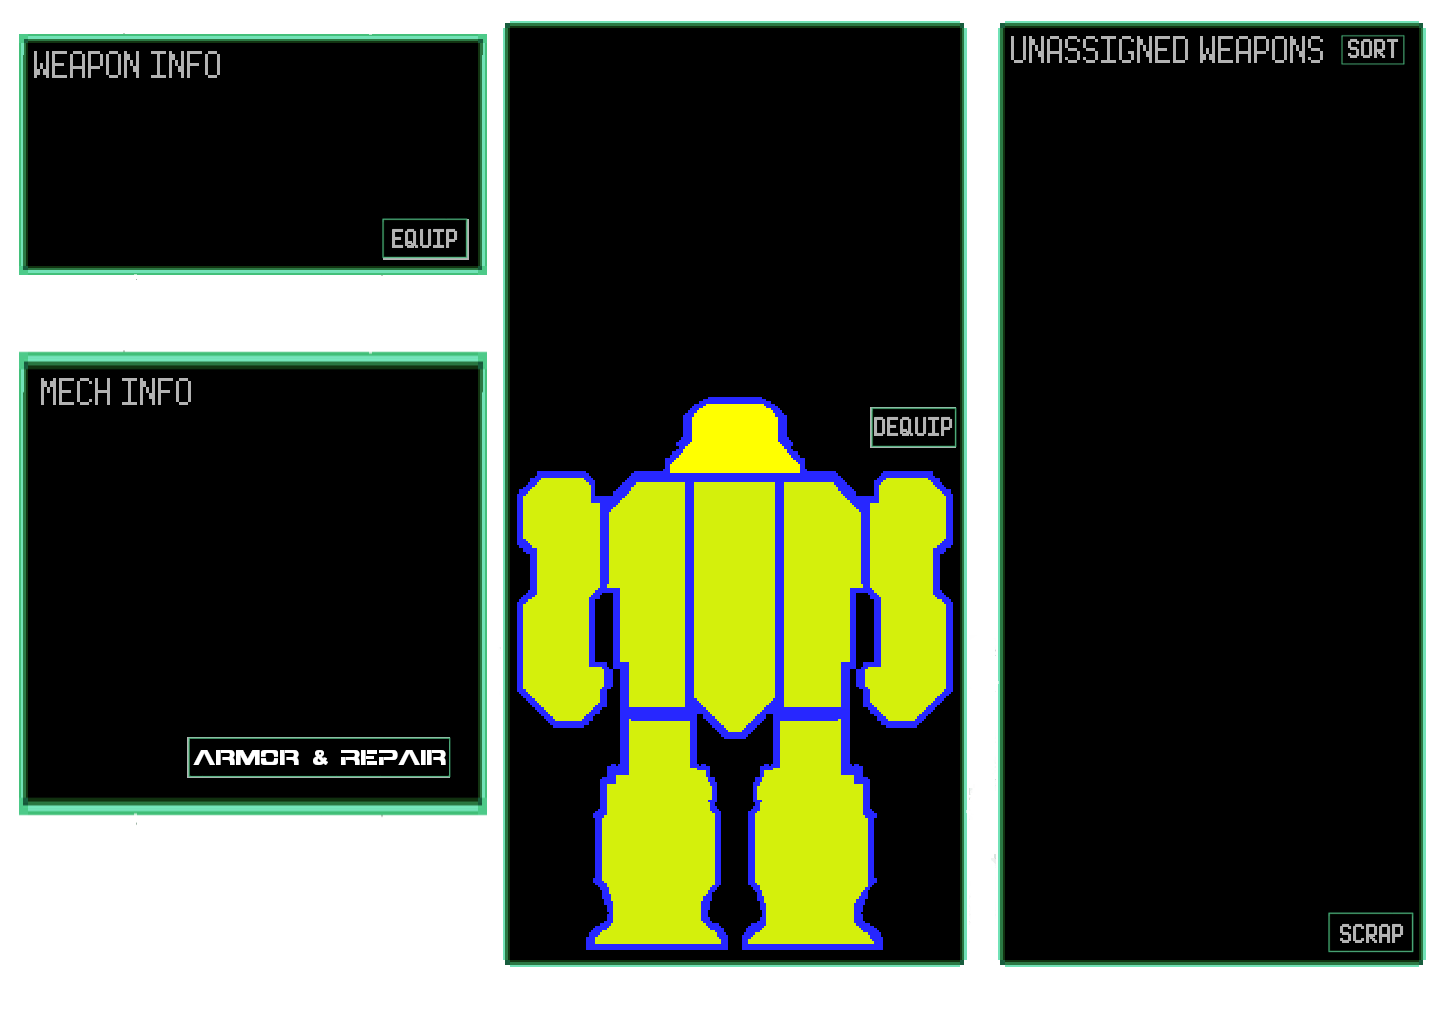 WEAPON INFO
EQUIP
MECH INFO
ARMOR & REPAIR
DEQUIP
UNASSIGNED WEAPONS
SORT
SCRAP